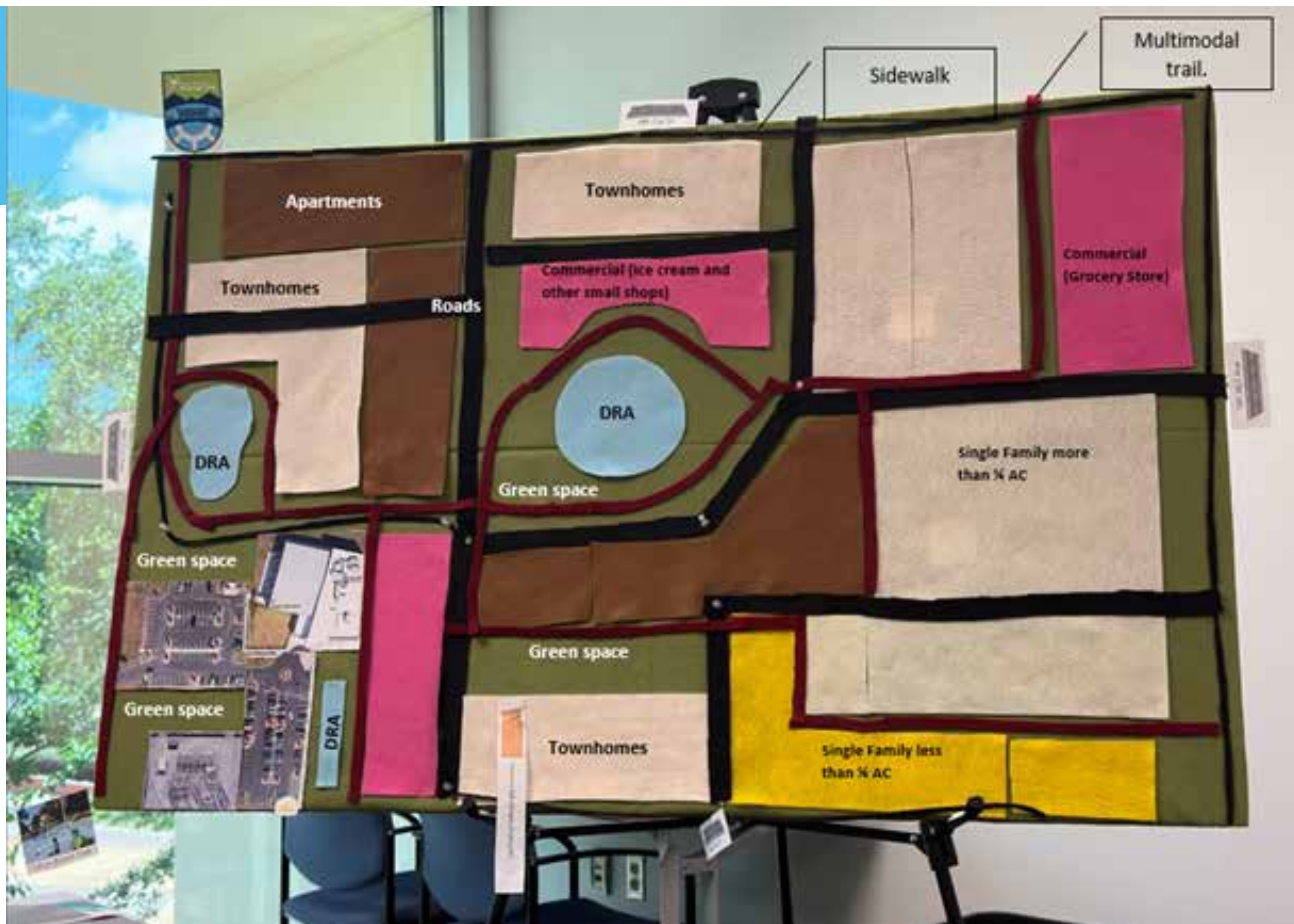 Sidewalk
Multimodal
trail.
Apartments
Townhomes
Commercial (Ice cream and
other small shops)
Commercial
(Grocery Store)
Townhomes
Roads
DRA
DRA
Single Family more
than ¼ AC
Green space
Green space
Green space
Green space
DRA
Townhomes
Single Family less
than ¼ AC